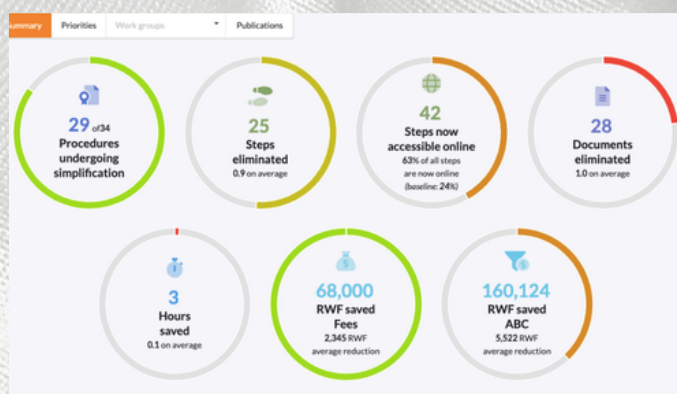 Summary Priorities Work groups Publications
29 of 34
Procedures
undergoing
simplification
25
Steps
eliminated
0.9 on average
42
Steps now
accessible online
63% of all steps
are now online
(baseline: 24%)
28
Documents
eliminated
1.0 on average
3
Hours
saved
0.1 on average
68,000
RWF saved
Fees
2,345 RWF
average reduction
160,124
RWF saved
ABC
5,522 RWF
average reduction